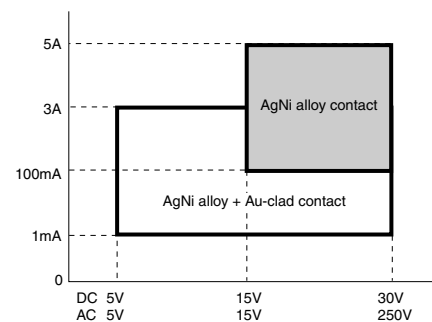 5A
AgNi alloy contact
3A
100mA
AgNi alloy + Au-clad contact
1mA
0
DC 5V 15V 30V
AC 5V 15V 250V